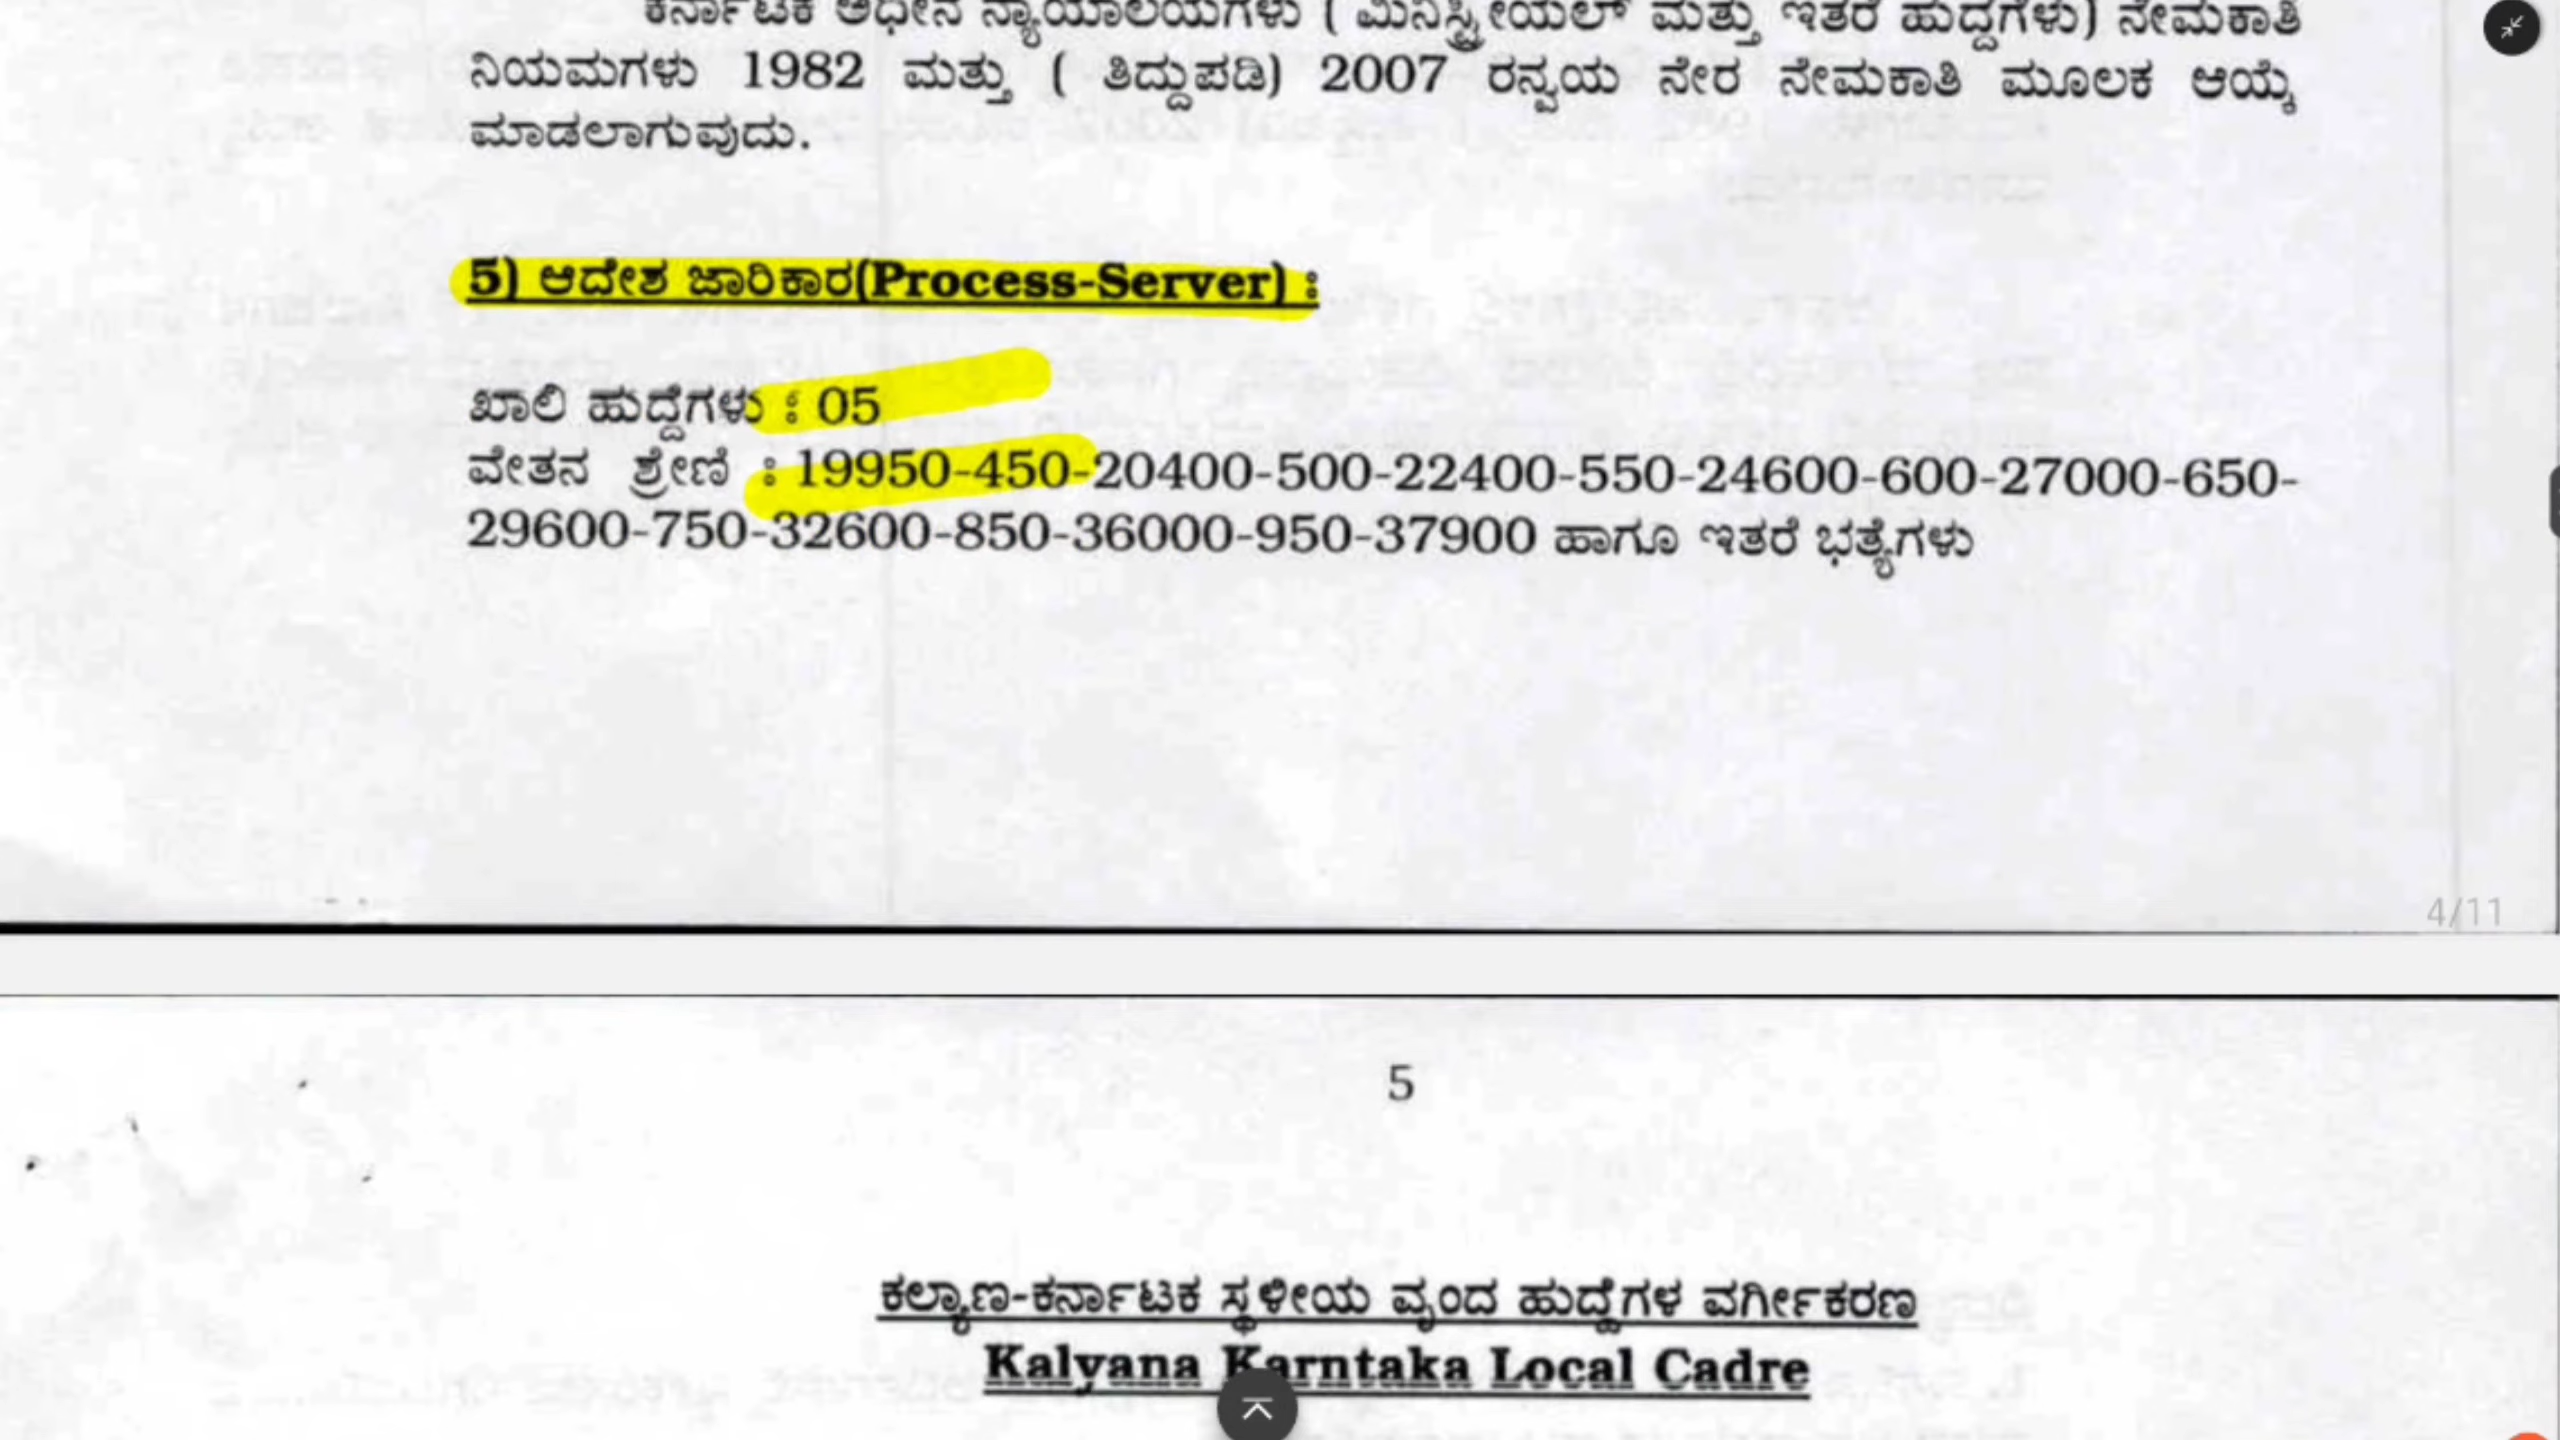 ಕರ್ನಾಟಕ ಅಧೀನ ನ್ಯಾಯಾಲಯಗಳು ( ಮಿನಿಸ್ಟ್ರೀಯಲ್ ಮತ್ತು ಇತರೆ ಹುದ್ದೆಗಳು) ನೇಮಕಾತಿ
ನಿಯಮಗಳು 1982 ಮತ್ತು ( ತಿದ್ದುಪಡಿ) 2007 ರನ್ವಯ ನೇರ ನೇಮಕಾತಿ ಮೂಲಕ ಆಯ್ಕೆ
ಮಾಡಲಾಗುವುದು.
5) ಆದೇಶ ಜಾರಿಕಾರ(Process-Server) :
ಖಾಲಿ ಹುದ್ದೆಗಳು : 05
ವೇತನ ಶ್ರೇಣಿ : 19950-450-20400-500-22400-550-24600-600-27000-650-
29600-750-32600-850-36000-950-37900 ಹಾಗೂ ಇತರೆ ಭತ್ಯೆಗಳು
4/11
5
ಕಲ್ಯಾಣ-ಕರ್ನಾಟಕ ಸ್ಥಳೀಯ ವೃಂದ ಹುದ್ದೆಗಳ ವರ್ಗೀಕರಣ
Kalyana Karntaka Local Cadre